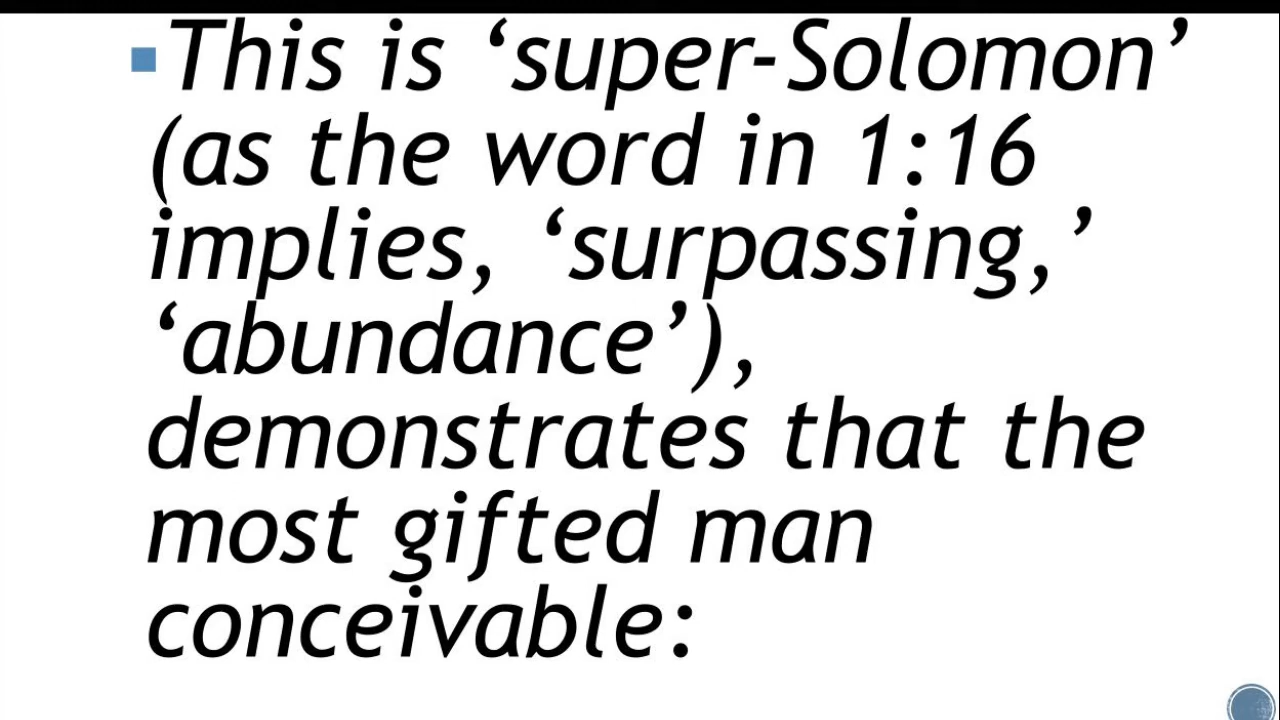 This is ‘super-Solomon’
(as the word in 1:16
implies, ‘surpassing,’
‘abundance’),
demonstrates that the
most gifted man
conceivable: